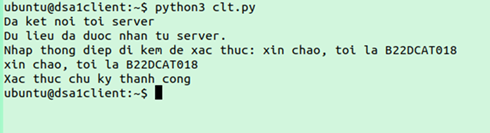 ubuntu@dsa1client:~$ python3 clt.py
Da ket noi toi server
Du lieu da duoc nhan tu server.
Nhap thong diep di kem de xac thuc: xin chao, toi la B22DCAT018
xin chao, toi la B22DCAT018
Xac thuc chu ky thanh cong
ubuntu@dsa1client:~$